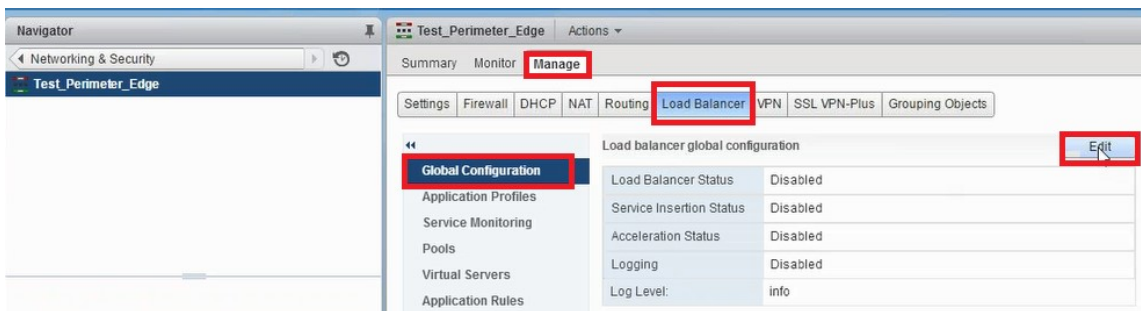 Navigator
Networking & Security
Test_Perimeter_Edge
Test_Perimeter_Edge Actions
Summary Monitor Manage
Settings Firewall DHCP NAT Routing Load Balancer VPN SSL VPN-Plus Grouping Objects
Global Configuration
Application Profiles
Service Monitoring
Pools
Virtual Servers
Application Rules
Load balancer global configuration Edit
Load Balancer Status Disabled
Service Insertion Status Disabled
Acceleration Status Disabled
Logging Disabled
Log Level: info